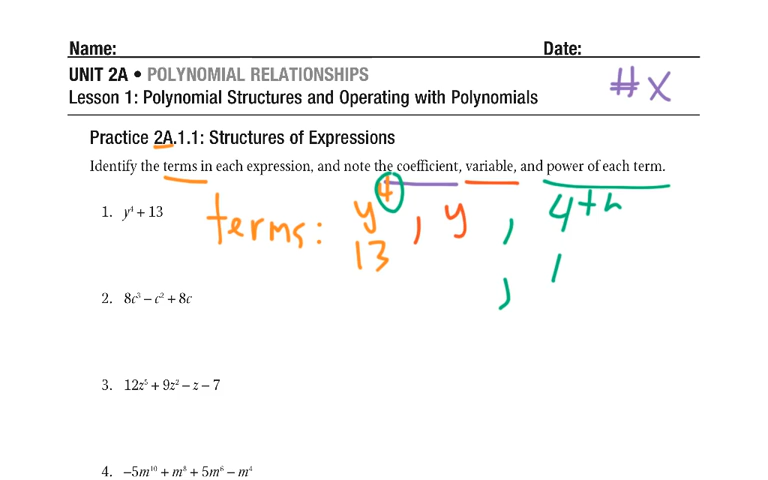 Name: Date:
UNIT 2A • POLYNOMIAL RELATIONSHIPS
Lesson 1: Polynomial Structures and Operating with Polynomials
#x
Practice 2A.1.1: Structures of Expressions
Identify the terms in each expression, and note the coefficient, variable, and power of each term.
1. y⁴ + 13
terms: y⁴, y, 4th
13 , 1
2. 8c³ – c² + 8c
3. 12z⁵ + 9z² – z – 7
4. –5m¹⁰ + m⁸ + 5m⁶ – m⁴